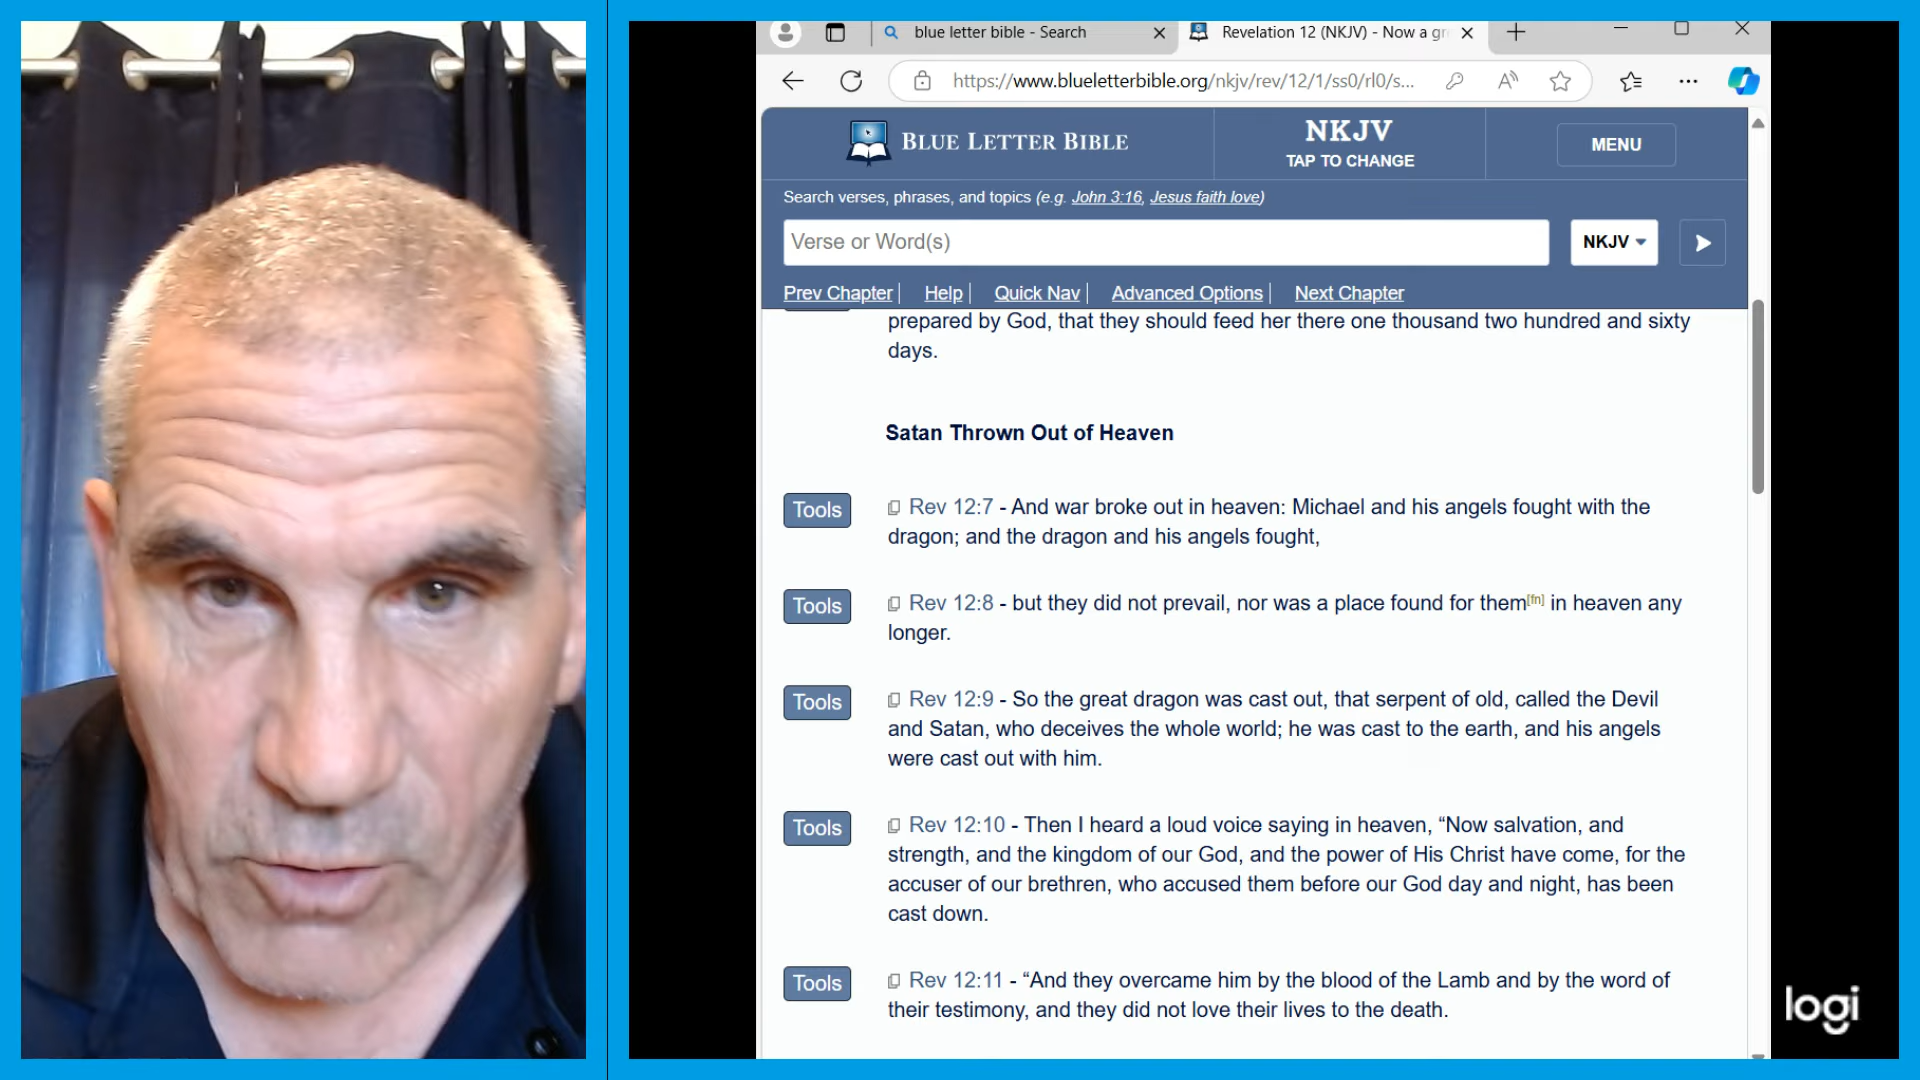 blue letter bible - Search
Revelation 12 (NKJV) - Now a gr
https://www.blueletterbible.org/nkjv/rev/12/1/ss0/rl0/s...
BLUE LETTER BIBLE
NKJV
TAP TO CHANGE
MENU
Search verses, phrases, and topics (e.g. John 3:16, Jesus faith love)
Verse or Word(s)
NKJV
Prev Chapter | Help | Quick Nav | Advanced Options | Next Chapter
prepared by God, that they should feed her there one thousand two hundred and sixty
days.
Satan Thrown Out of Heaven
Tools
Rev 12:7 - And war broke out in heaven: Michael and his angels fought with the
dragon; and the dragon and his angels fought,
Tools
Rev 12:8 - but they did not prevail, nor was a place found for them[fn] in heaven any
longer.
Tools
Rev 12:9 - So the great dragon was cast out, that serpent of old, called the Devil
and Satan, who deceives the whole world; he was cast to the earth, and his angels
were cast out with him.
Tools
Rev 12:10 - Then I heard a loud voice saying in heaven, “Now salvation, and
strength, and the kingdom of our God, and the power of His Christ have come, for the
accuser of our brethren, who accused them before our God day and night, has been
cast down.
Tools
Rev 12:11 - “And they overcame him by the blood of the Lamb and by the word of
their testimony, and they did not love their lives to the death.
logi